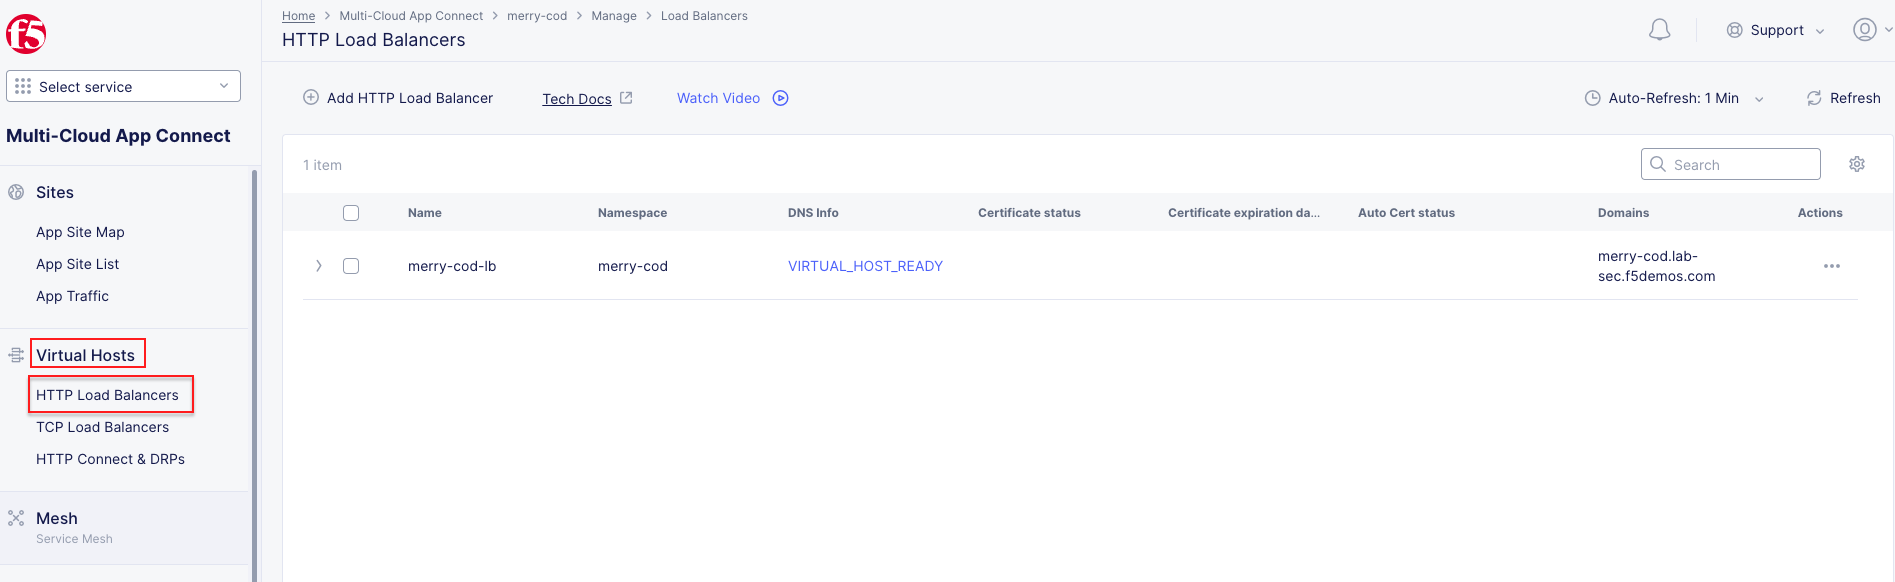 f5
Select service
Multi-Cloud App Connect
Sites
App Site Map
App Site List
App Traffic
Virtual Hosts
HTTP Load Balancers
TCP Load Balancers
HTTP Connect & DRPs
Mesh
Service Mesh
Home > Multi-Cloud App Connect > merry-cod > Manage > Load Balancers
HTTP Load Balancers
Support
Add HTTP Load Balancer Tech Docs Watch Video Auto-Refresh: 1 Min Refresh
1 item Search
Name Namespace DNS Info Certificate status Certificate expiration da... Auto Cert status Domains Actions
merry-cod-lb merry-cod VIRTUAL_HOST_READY merry-cod.lab-
sec.f5demos.com